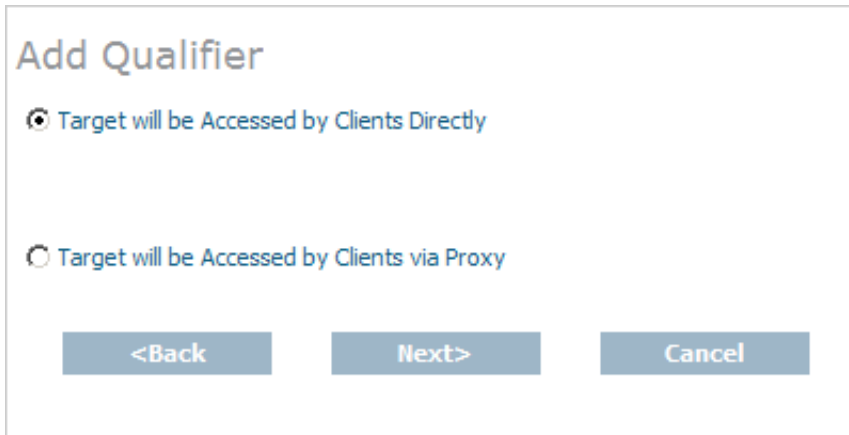 Add Qualifier
Target will be Accessed by Clients Directly
Target will be Accessed by Clients via Proxy
<Back Next> Cancel